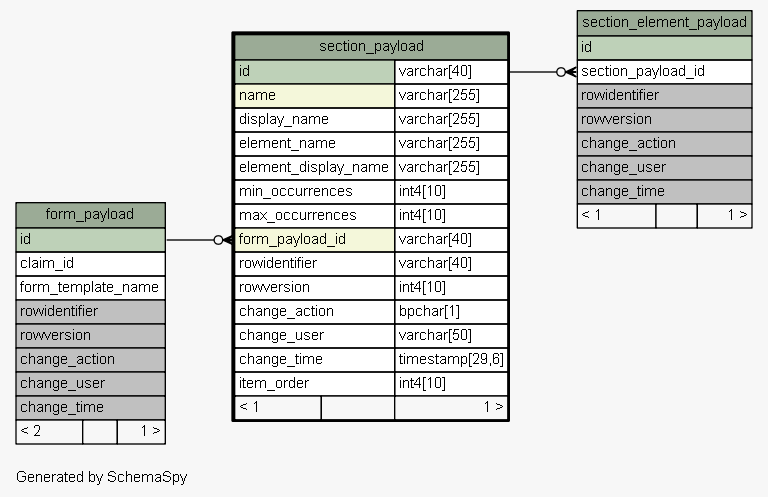 section_element_payload
id
section_payload_id
rowidentifier
rowversion
change_action
change_user
change_time
< 1 1 >
section_payload
id varchar[40]
name varchar[255]
display_name varchar[255]
element_name varchar[255]
element_display_name varchar[255]
min_occurrences int4[10]
max_occurrences int4[10]
form_payload_id varchar[40]
rowidentifier varchar[40]
rowversion int4[10]
change_action bpchar[1]
change_user varchar[50]
change_time timestamp[29,6]
item_order int4[10]
< 1 1 >
form_payload
id
claim_id
form_template_name
rowidentifier
rowversion
change_action
change_user
change_time
< 2 1 >
Generated by SchemaSpy